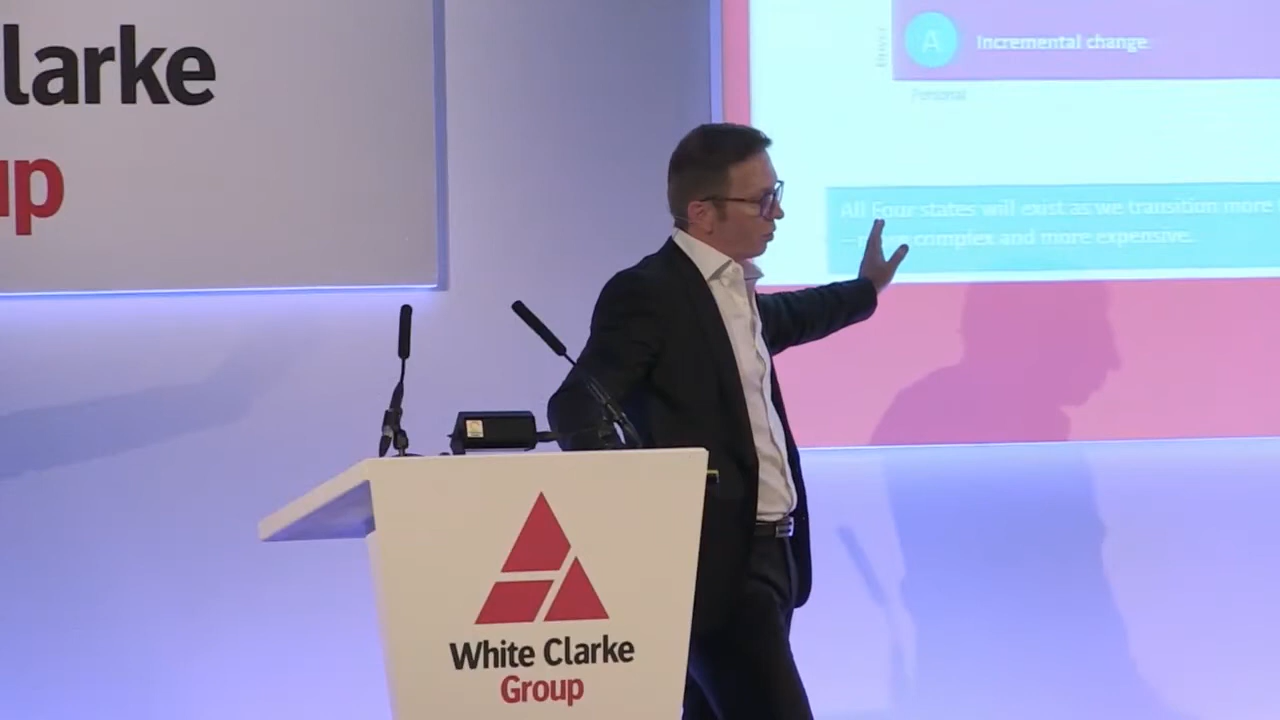 larke
up
Driver
A
Incremental change.
Personal
All Four states will exist as we transition more
complex and more expensive.
White Clarke
Group